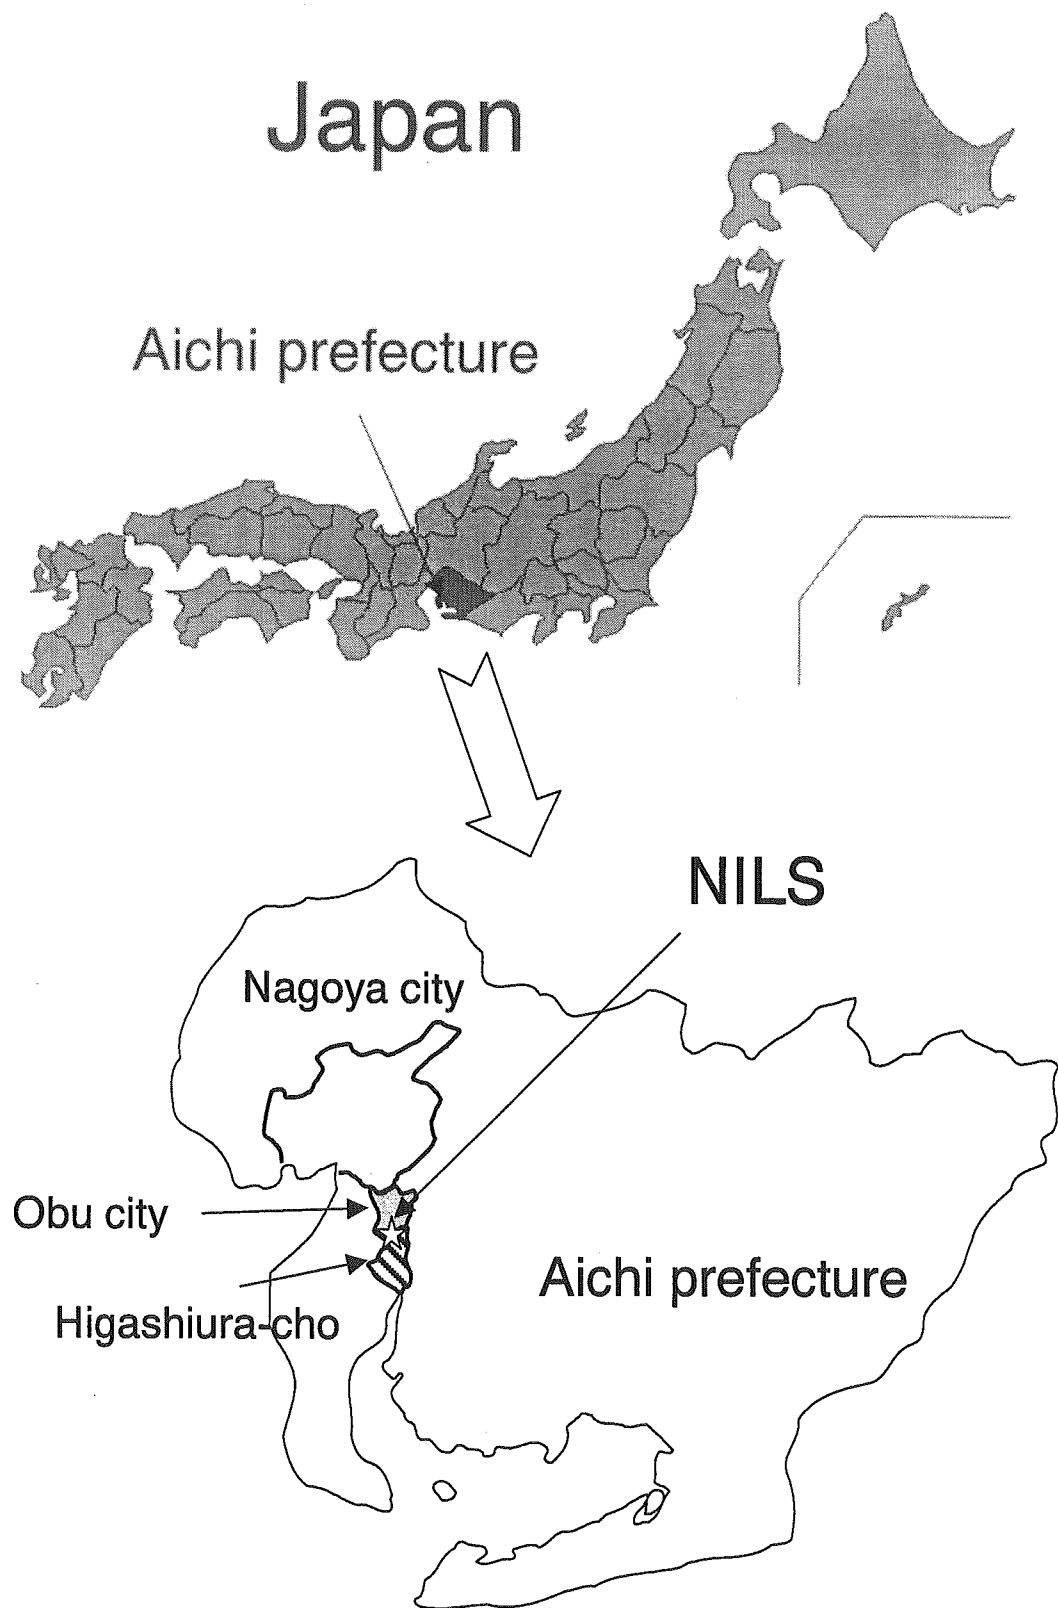 Japan
Aichi prefecture
NILS
Nagoya city
Obu city
Aichi prefecture
Higashiura-cho